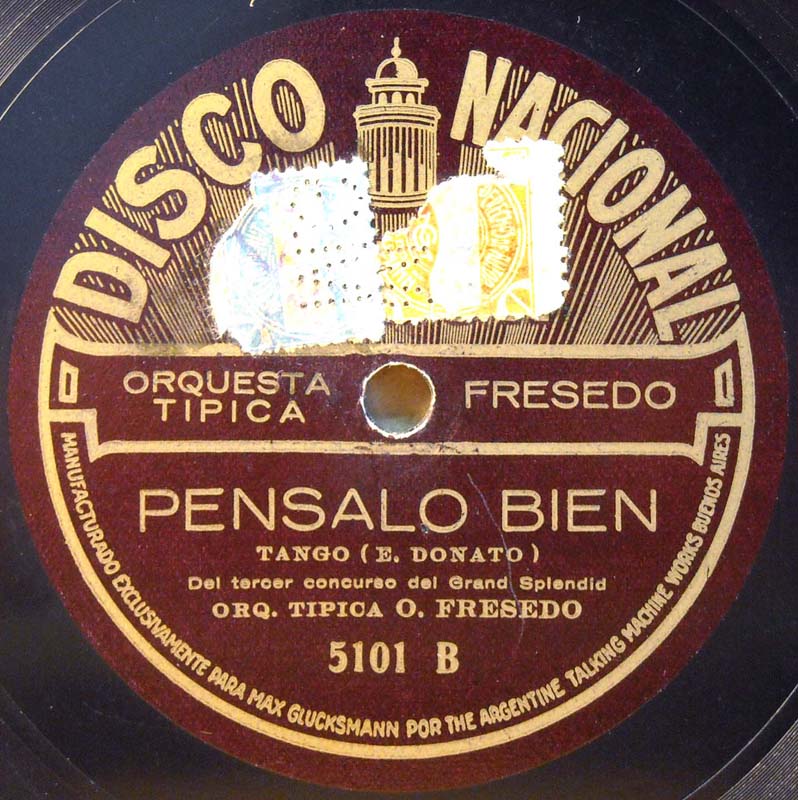 DISCO NACIONAL
ORQUESTA
TIPICA
FRESEDO
PENSALO BIEN
TANGO (E. DONATO)
Del tercer concurso del Grand Splendid
ORQ. TIPICA O. FRESEDO
5101 B
MANUFACTURADO EXCLUSIVAMENTE PARA MAX GLUCKSMANN POR THE ARGENTINE TALKING MACHINE WORKS BUENOS AIRES